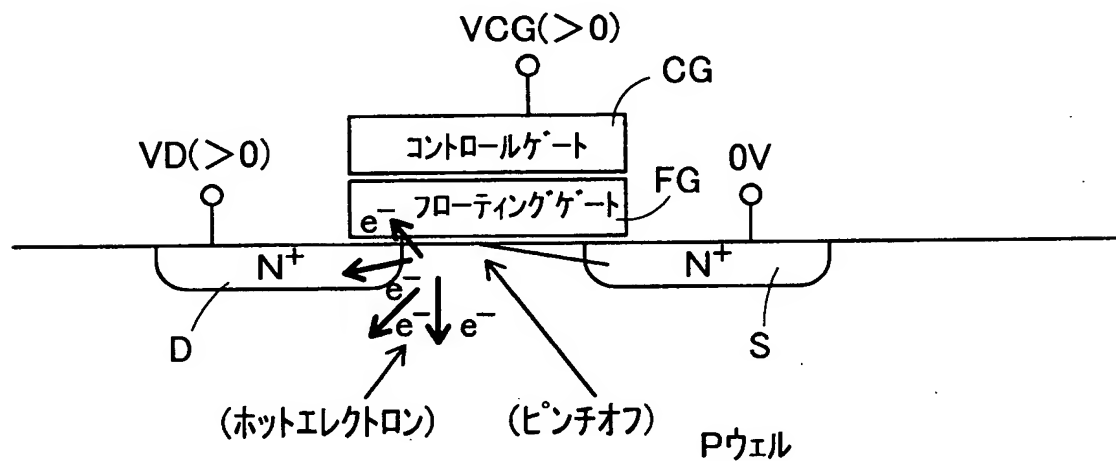 VCG(>0)
CG
コントロールゲート
VD(>0)
0V
フローティングゲート
FG
e⁻
N⁺
N⁺
e⁻
e⁻
e⁻
D
S
(ホットエレクトロン)
(ピンチオフ)
Pウェル